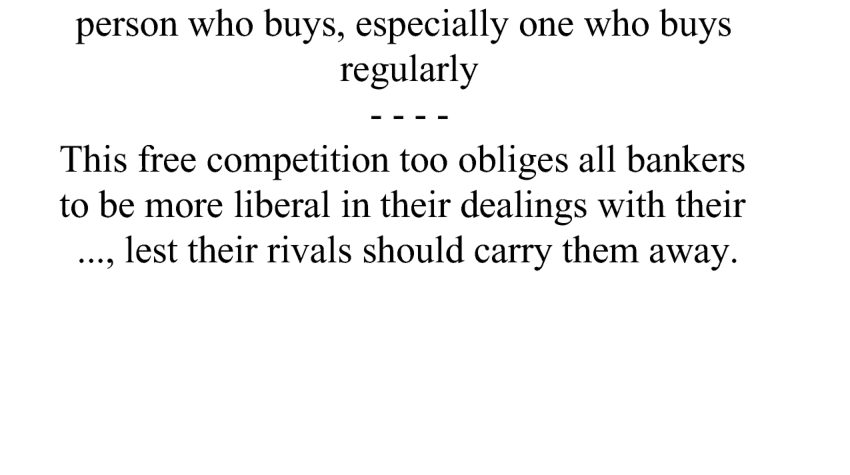 person who buys, especially one who buys
regularly
- - - -
This free competition too obliges all bankers
to be more liberal in their dealings with their
..., lest their rivals should carry them away.